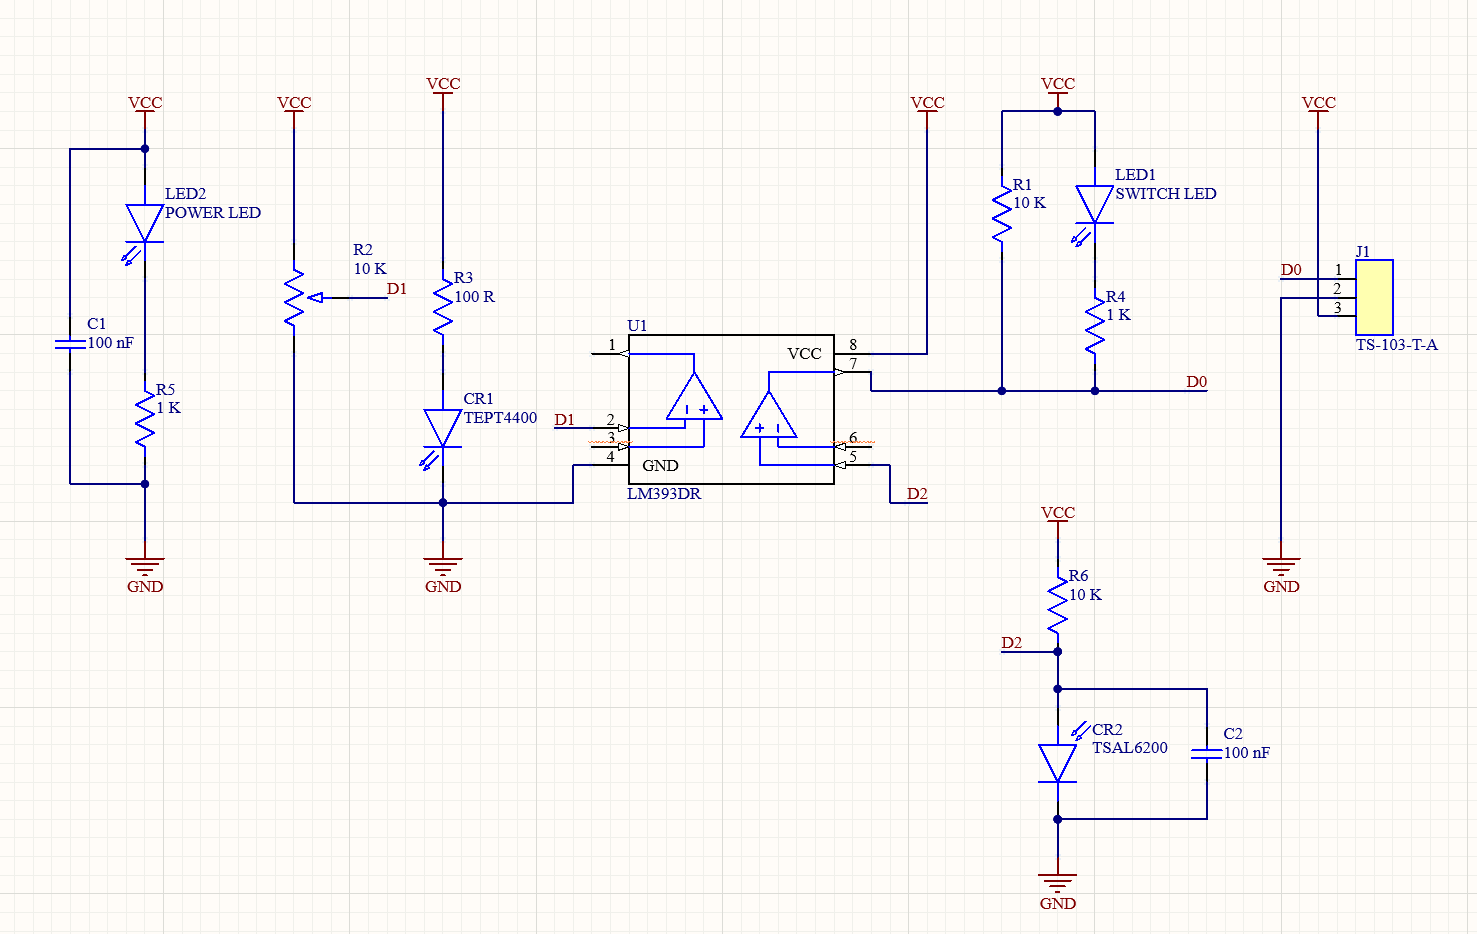 VCC
LED2
POWER LED
C1
100 nF
R5
1 K
GND
VCC
R2
10 K
D1
VCC
R3
100 R
CR1
TEPT4400
GND
U1
1
2
3
4
D1
GND
VCC
8
7
6
5
LM393DR
VCC
D2
VCC
R1
10 K
LED1
SWITCH LED
R4
1 K
D0
VCC
J1
D0
1
2
3
TS-103-T-A
GND
VCC
R6
10 K
D2
CR2
TSAL6200
C2
100 nF
GND